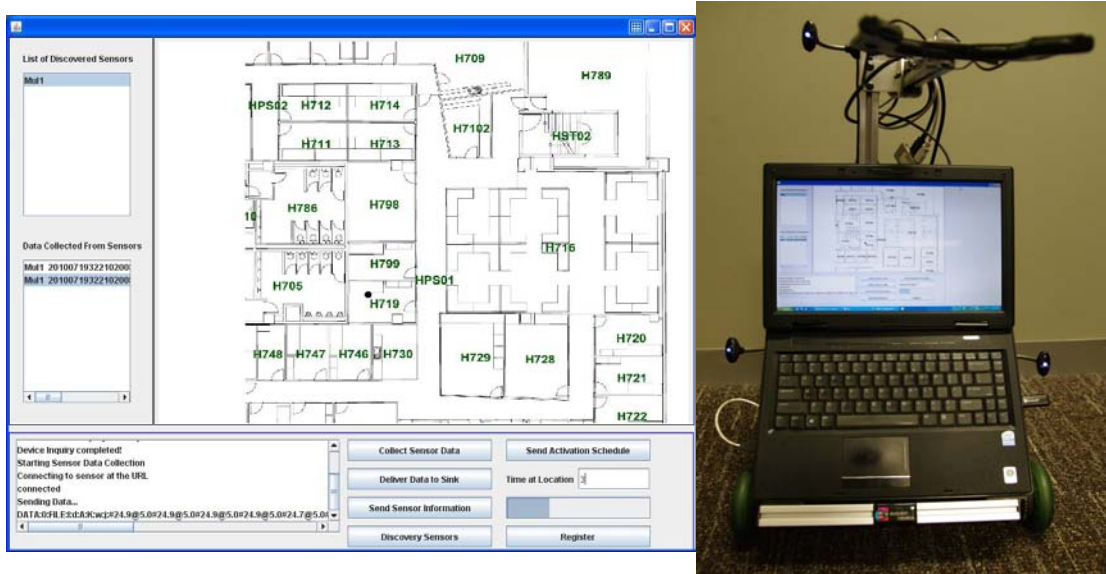 List of Discovered Sensors
Mul1
Data Collected From Sensors
Mul1 20100719322102000
Mul1 20100719322102000
H709
H789
HPS02
H712
H714
H7102
HST02
H711
H713
H786
H798
10
H716
H799
HPS01
H705
H719
H748
H747
H746
H730
H729
H728
H720
H721
H722
Device Inquiry completed!
Starting Sensor Data Collection
Connecting to sensor at the URL
connected
Sending Data...
Collect Sensor Data
Send Activation Schedule
Deliver Data to Sink
Time at Location
Send Sensor Information
Discovery Sensors
Register